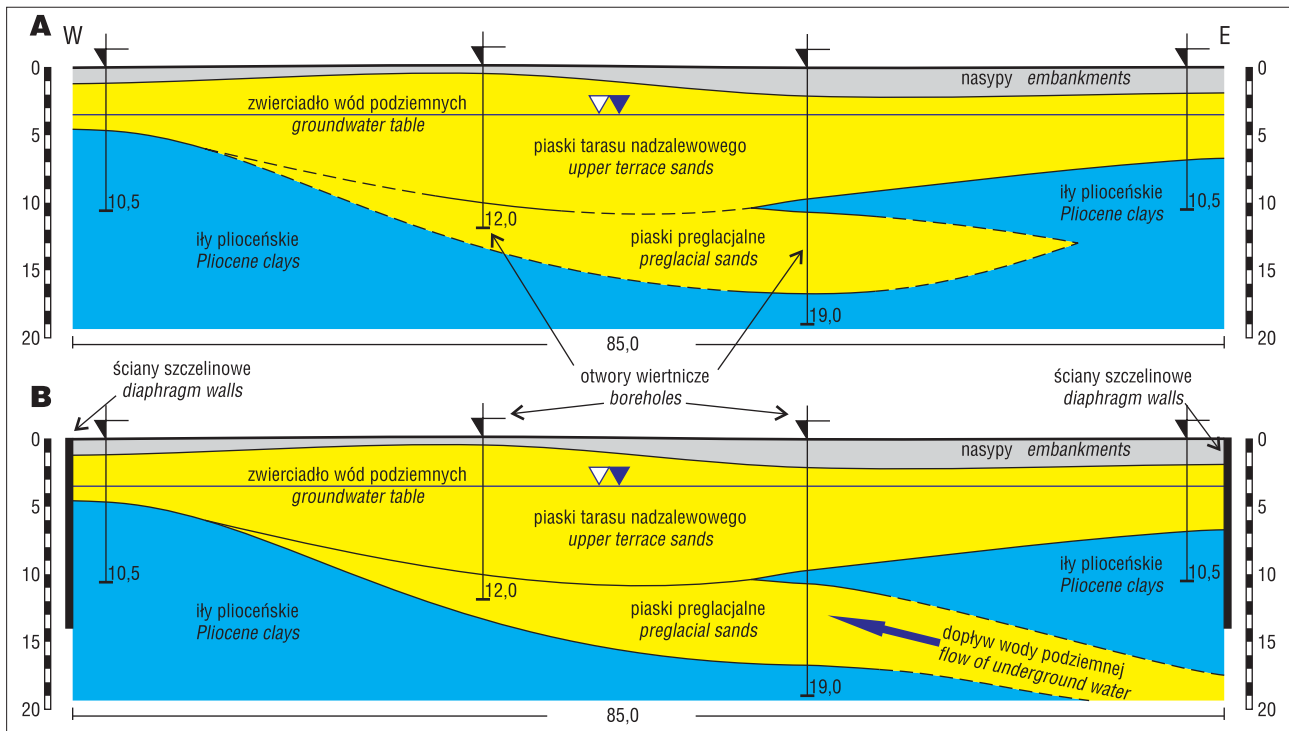 A W E
0 0
nasypy embankments
zwierciadło wód podziemnych
groundwater table
5 5
piaski tarasu nadzalewowego
upper terrace sands
10 10
10,5
12,0
10,5
iły plioceńskie
Pliocene clays
iły plioceńskie
Pliocene clays
piaski preglacjalne
preglacial sands
15 15
19,0
20 20
85,0
ściany szczelinowe
diaphragm walls
otwory wiertnicze
boreholes
ściany szczelinowe
diaphragm walls
B
0 0
nasypy embankments
zwierciadło wód podziemnych
groundwater table
5 5
piaski tarasu nadzalewowego
upper terrace sands
10 10
10,5
12,0
10,5
iły plioceńskie
Pliocene clays
iły plioceńskie
Pliocene clays
piaski preglacjalne
preglacial sands
dopływ wody podziemnej
flow of underground water
15 15
19,0
20 20
85,0